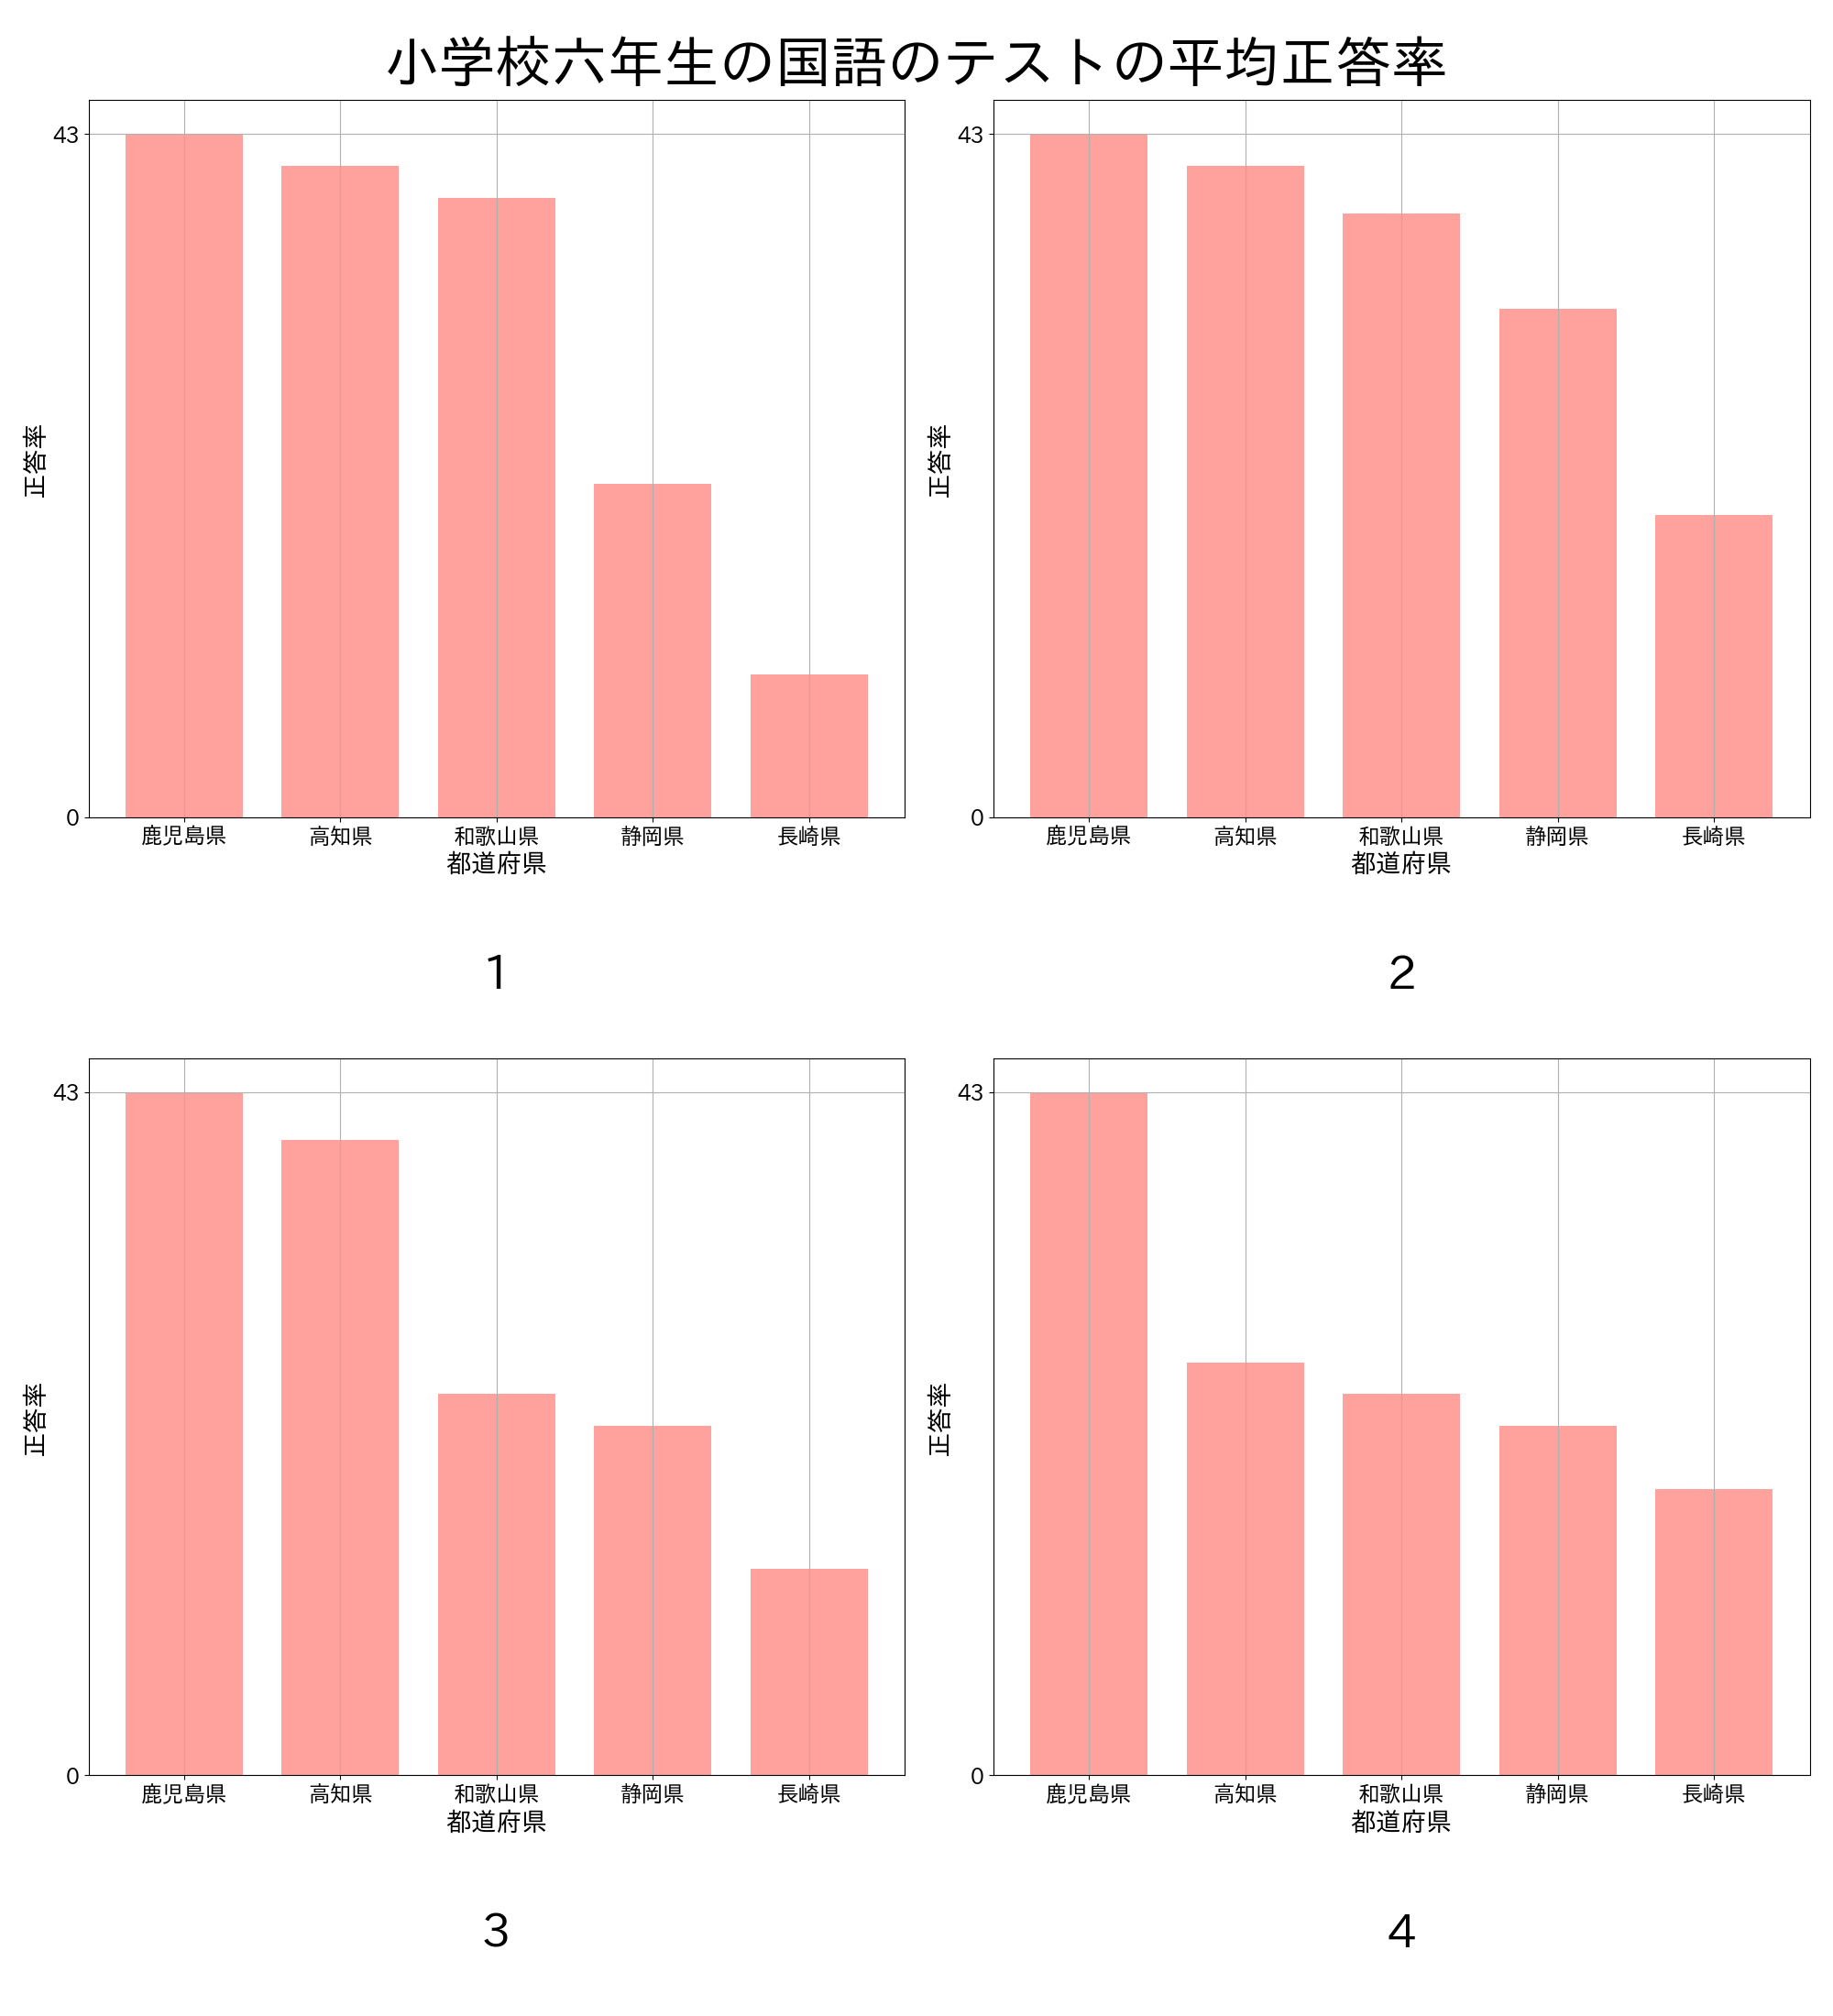 小学校六年生の国語のテストの平均正答率
43
0
正答率
鹿児島県 高知県 和歌山県 静岡県 長崎県
都道府県
1
43
0
正答率
鹿児島県 高知県 和歌山県 静岡県 長崎県
都道府県
2
43
0
正答率
鹿児島県 高知県 和歌山県 静岡県 長崎県
都道府県
3
43
0
正答率
鹿児島県 高知県 和歌山県 静岡県 長崎県
都道府県
4